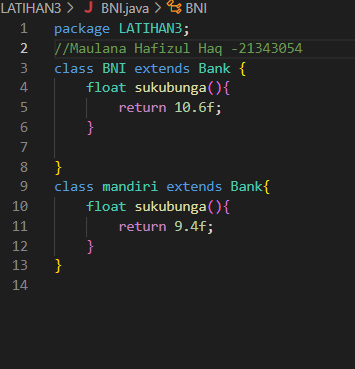 LATIHAN3 > J BNI.java > BNI
1 package LATIHAN3;
2 //Maulana Hafizul Haq -21343054
3 class BNI extends Bank {
4 float sukubunga(){
5 return 10.6f;
6 }
7
8 }
9 class mandiri extends Bank{
10 float sukubunga(){
11 return 9.4f;
12 }
13 }
14